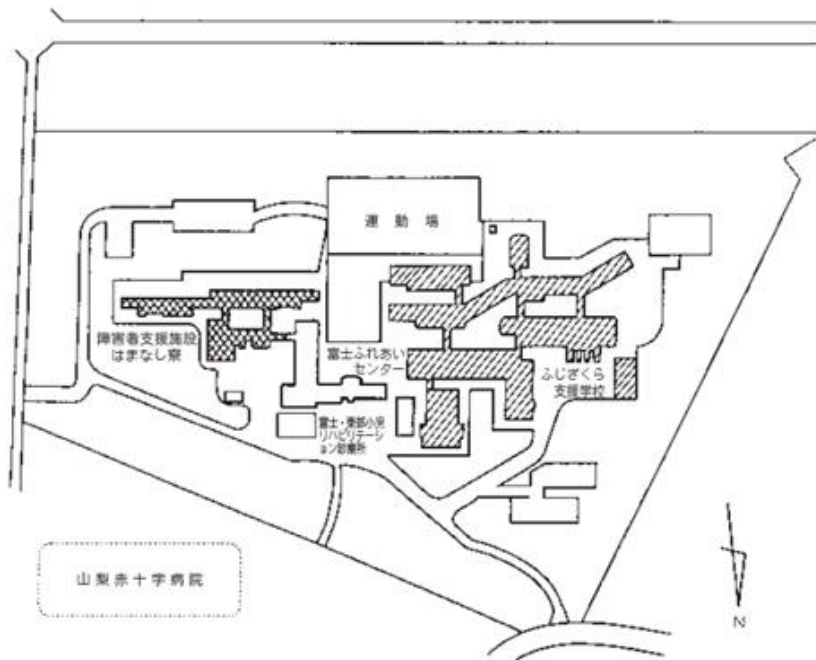 運動場
障害者支援施設
はまなし寮
富士ふれあい
センター
ふじざくら
支援学校
富士・東部小児
リハビリテーシ
ョン診療所
山梨赤十字病院
N